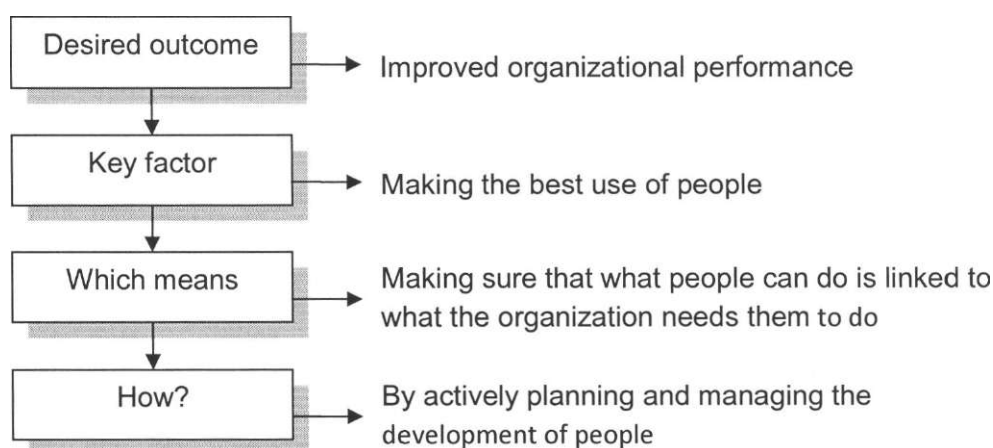 Desired outcome
Improved organizational performance
Key factor
Making the best use of people
Which means
Making sure that what people can do is linked to
what the organization needs them to do
How?
By actively planning and managing the
development of people